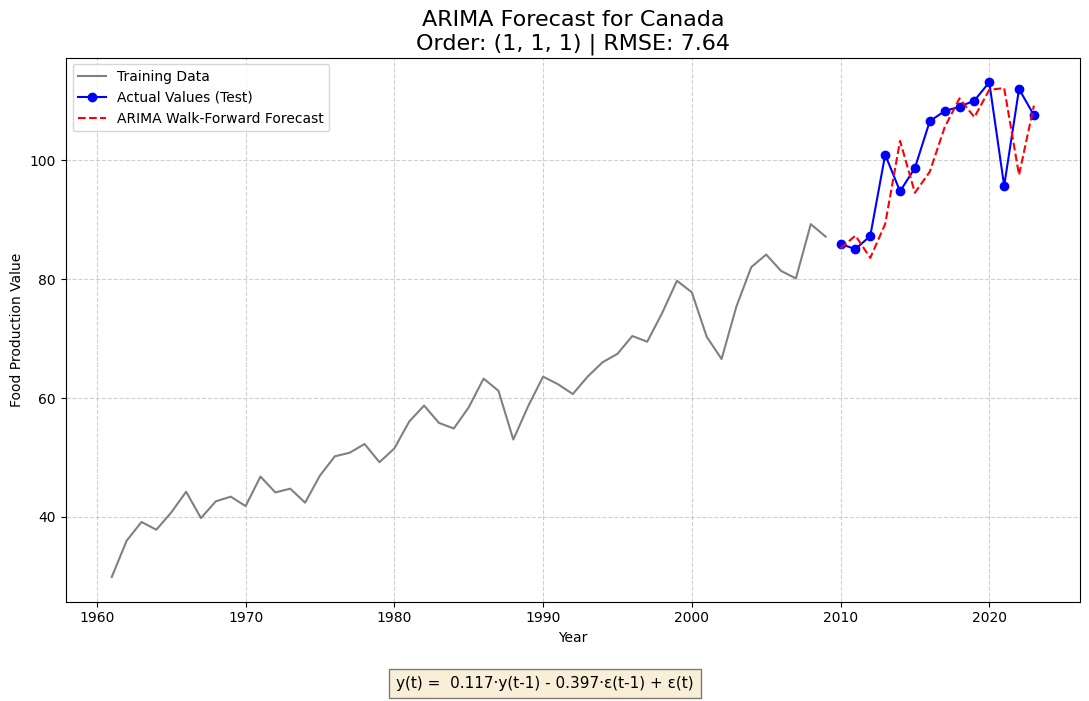 ARIMA Forecast for Canada
Order: (1, 1, 1) | RMSE: 7.64
Training Data
Actual Values (Test)
ARIMA Walk-Forward Forecast
Food Production Value
100
80
60
40
1960 1970 1980 1990 2000 2010 2020
Year
y(t) =  0.117·y(t-1) - 0.397·ε(t-1) + ε(t)